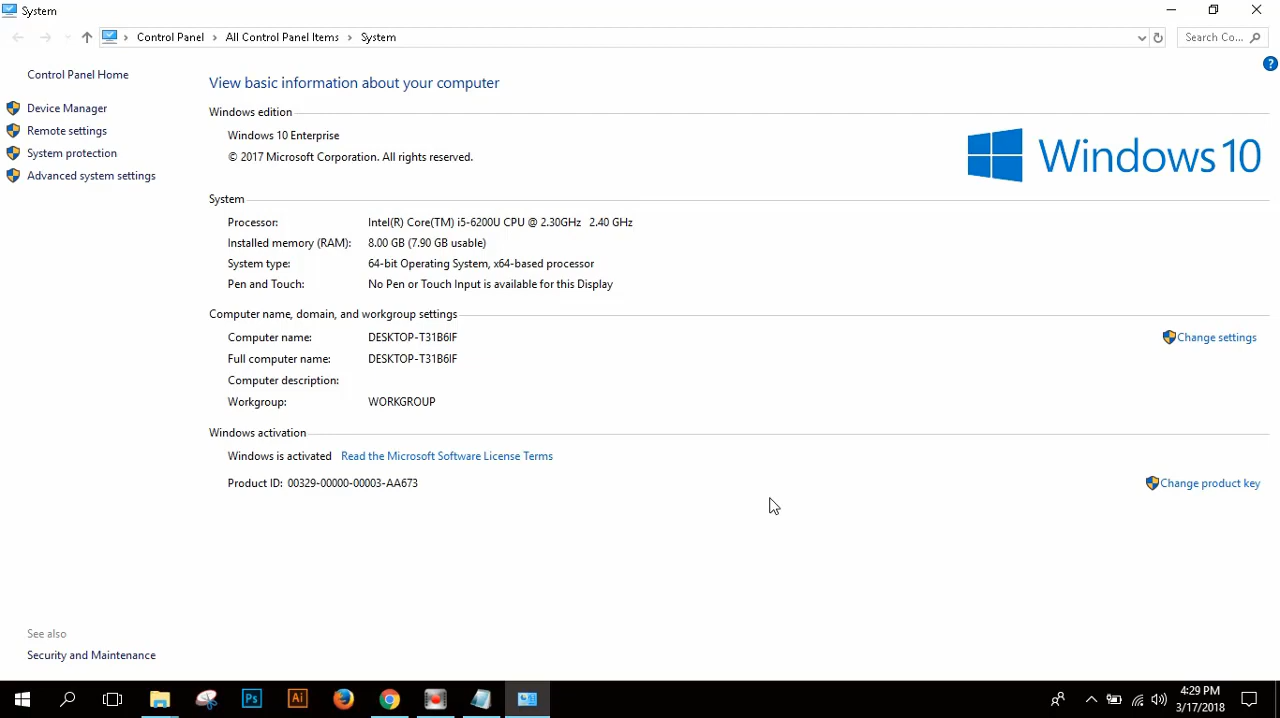 System
Control Panel > All Control Panel Items > System
Search Co...
Control Panel Home
Device Manager
Remote settings
System protection
Advanced system settings
View basic information about your computer
Windows edition
Windows 10 Enterprise
© 2017 Microsoft Corporation. All rights reserved.
Windows 10
System
Processor: Intel(R) Core(TM) i5-6200U CPU @ 2.30GHz 2.40 GHz
Installed memory (RAM): 8.00 GB (7.90 GB usable)
System type: 64-bit Operating System, x64-based processor
Pen and Touch: No Pen or Touch Input is available for this Display
Computer name, domain, and workgroup settings
Computer name: DESKTOP-T31B6IF
Change settings
Full computer name: DESKTOP-T31B6IF
Computer description:
Workgroup: WORKGROUP
Windows activation
Windows is activated Read the Microsoft Software License Terms
Product ID: 00329-00000-00003-AA673
Change product key
See also
Security and Maintenance
Ps
Ai
4:29 PM
3/17/2018